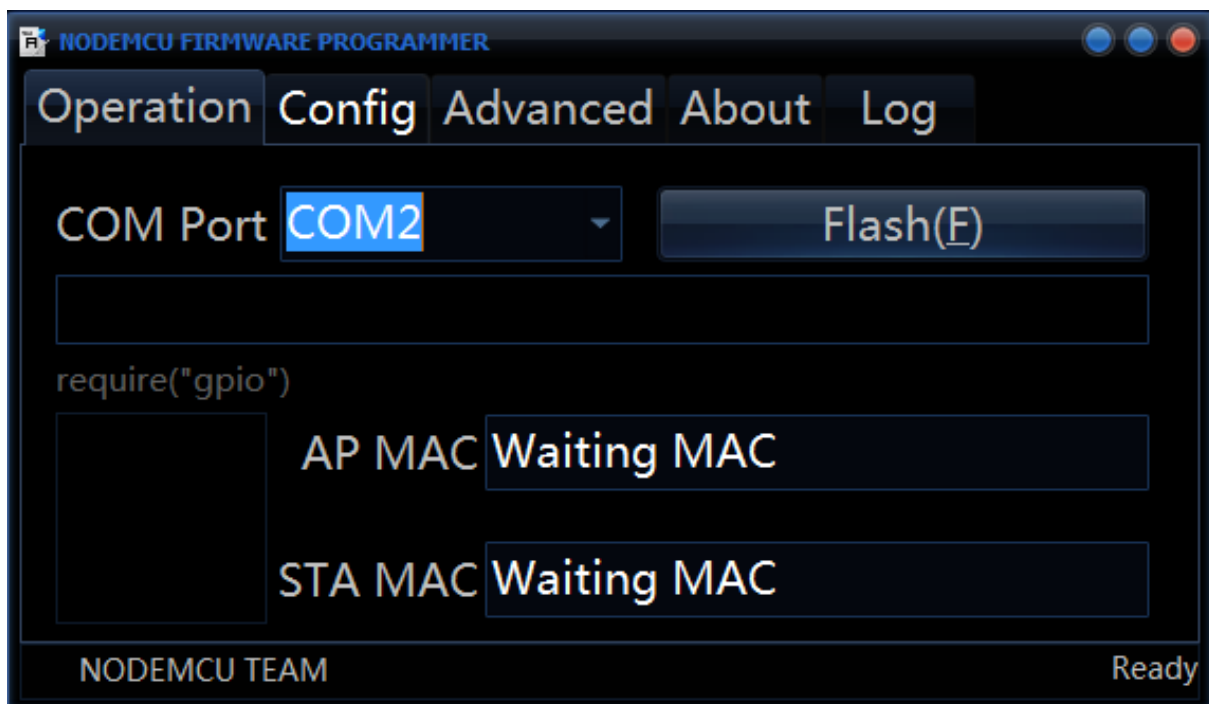 NODEMCU FIRMWARE PROGRAMMER
Operation Config Advanced About Log
COM Port COM2 Flash(F)
require("gpio")
AP MAC Waiting MAC
STA MAC Waiting MAC
NODEMCU TEAM Ready